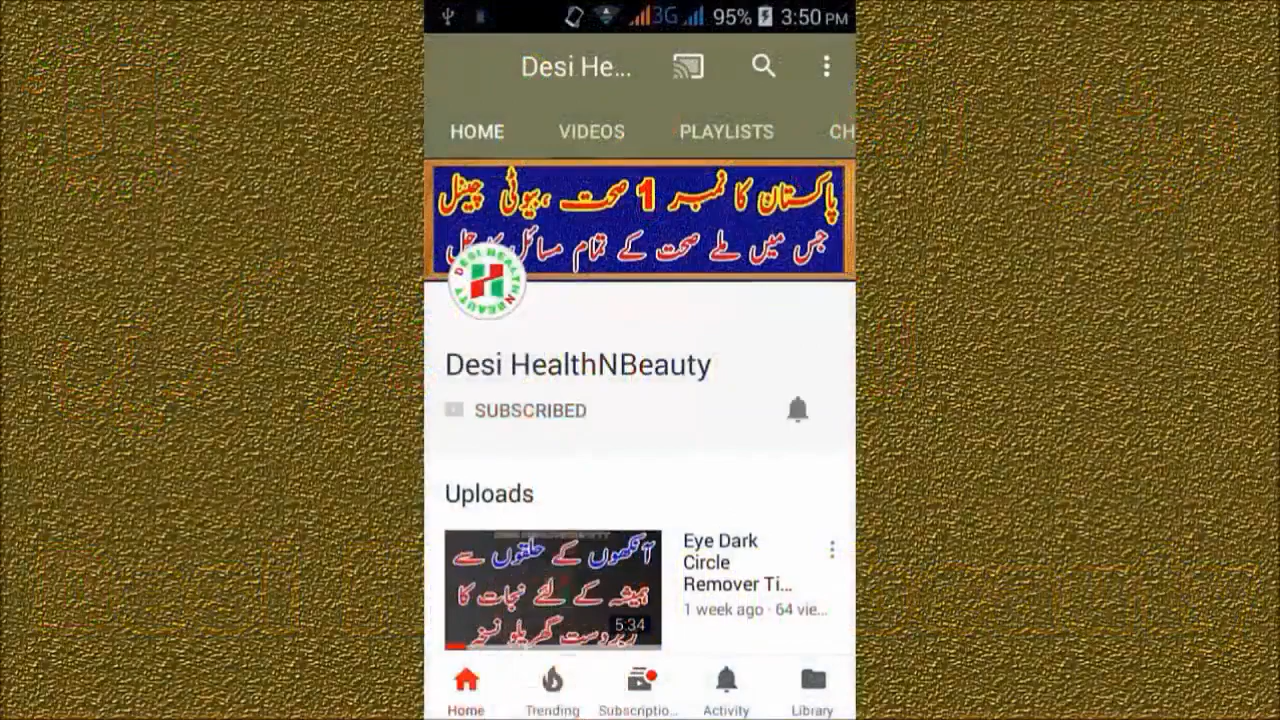 3G 95% 3:50 PM
Desi He...
HOME VIDEOS PLAYLISTS CH
پاکستان کا نمبر 1 صحت ،بیوٹی چینل
جس میں ملے صحت کے تمام مسائل کا حل
DESI HEALTHNBEAUTY
Desi HealthNBeauty
SUBSCRIBED
Uploads
آنکھوں کے حلقوں سے
ہمیشہ کے لئے نجات کا
زبردست گھریلو نسخہ
5:34
Eye Dark
Circle
Remover Ti...
1 week ago · 64 vie...
Home Trending Subscriptio... Activity Library